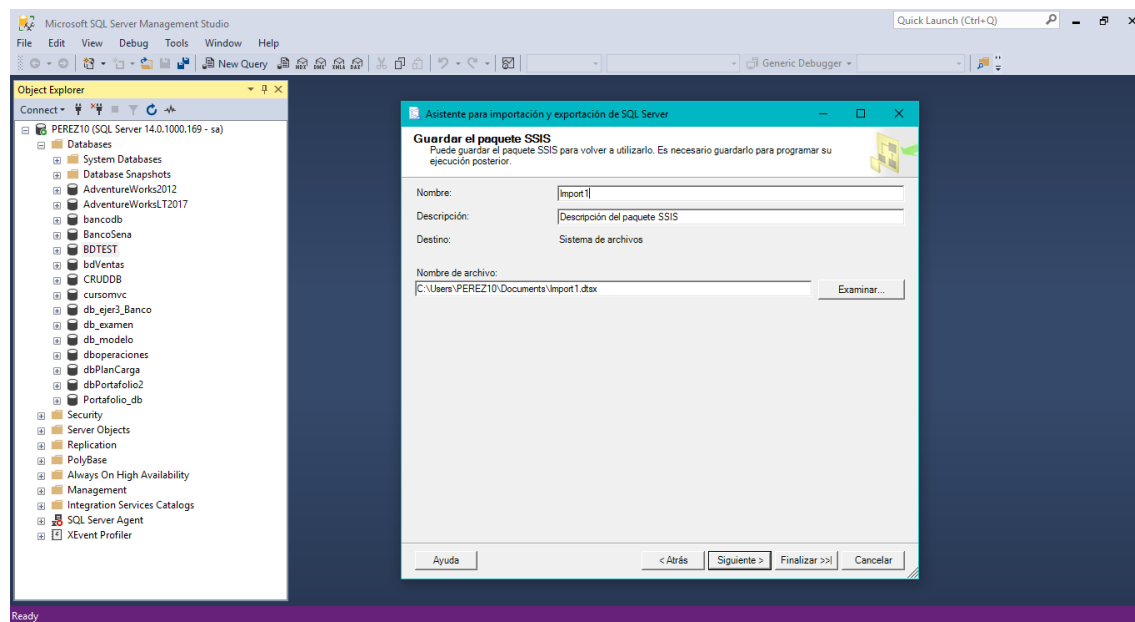 Microsoft SQL Server Management Studio
Quick Launch (Ctrl+Q)
File Edit View Debug Tools Window Help
New Query MDX DMX XMLA DAX Generic Debugger
Object Explorer
Connect
PEREZ10 (SQL Server 14.0.1000.169 - sa)
Databases
System Databases
Database Snapshots
AdventureWorks2012
AdventureWorksLT2017
bancodb
BancoSena
BDTEST
bdVentas
CRUDDB
cursomvc
db_ejer3_Banco
db_examen
db_modelo
dboperaciones
dbPlanCarga
dbPortafolio2
Portafolio_db
Security
Server Objects
Replication
PolyBase
Always On High Availability
Management
Integration Services Catalogs
SQL Server Agent
XEvent Profiler
Asistente para importación y exportación de SQL Server
Guardar el paquete SSIS
Puede guardar el paquete SSIS para volver a utilizarlo. Es necesario guardarlo para programar su
ejecución posterior.
Nombre: Import1
Descripción: Descripción del paquete SSIS
Destino: Sistema de archivos
Nombre de archivo:
C:\Users\PEREZ10\Documents\Import1.dtsx Examinar...
Ayuda < Atrás Siguiente > Finalizar >>| Cancelar
Ready